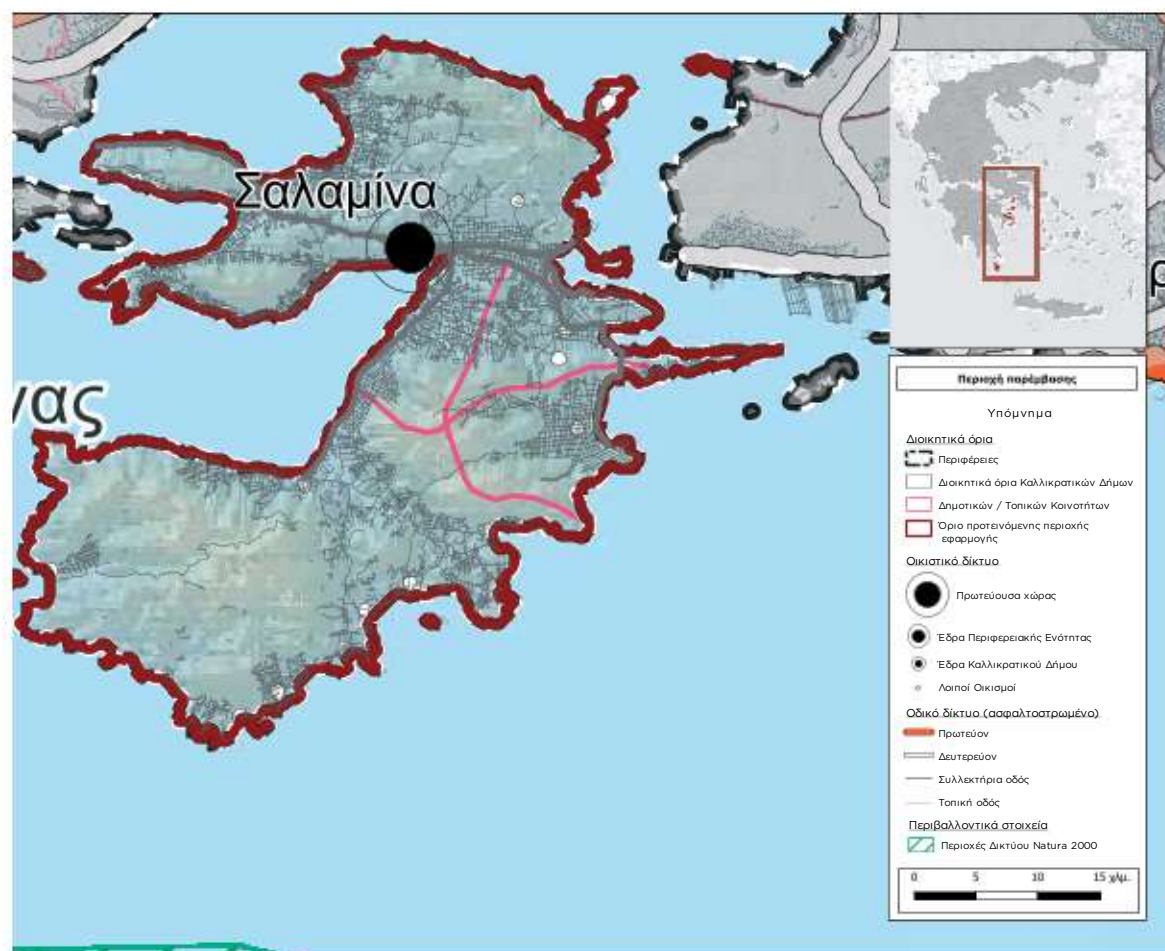 Σαλαμίνα
νας
Περιοχή παρέμβασης
Υπόμνημα
Διοικητικά όρια
Περιφέρειες
Διοικητικά όρια Καλλικρατικών Δήμων
Δημοτικών / Τοπικών Κοινοτήτων
Όριο προτεινόμενης περιοχής
εφαρμογής
Οικιστικό δίκτυο
Πρωτεύουσα χώρας
Έδρα Περιφερειακής Ενότητας
Έδρα Καλλικρατικού Δήμου
Λοιποί Οικισμοί
Οδικό δίκτυο (ασφαλτοστρωμένο)
Πρωτεύον
Δευτερεύον
Συλλεκτήρια οδός
Τοπική οδός
Περιβαλλοντικά στοιχεία
Περιοχές Δικτύου Natura 2000
0 5 10 15 χλμ.